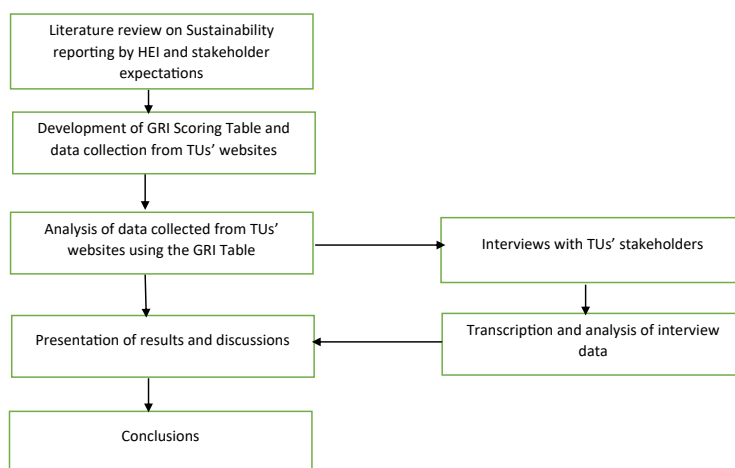 Literature review on Sustainability
reporting by HEI and stakeholder
expectations
Development of GRI Scoring Table and
data collection from TUs’ websites
Analysis of data collected from TUs’
websites using the GRI Table
Interviews with TUs’ stakeholders
Transcription and analysis of interview
data
Presentation of results and discussions
Conclusions